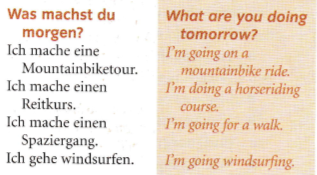 Was machst du
morgen?
Ich mache eine
Mountainbiketour.
Ich mache einen
Reitkurs.
Ich mache einen
Spaziergang.
Ich gehe windsurfen.
What are you doing
tomorrow?
I'm going on a
mountainbike ride.
I'm doing a horseriding
course.
I'm going for a walk.
I'm going windsurfing.